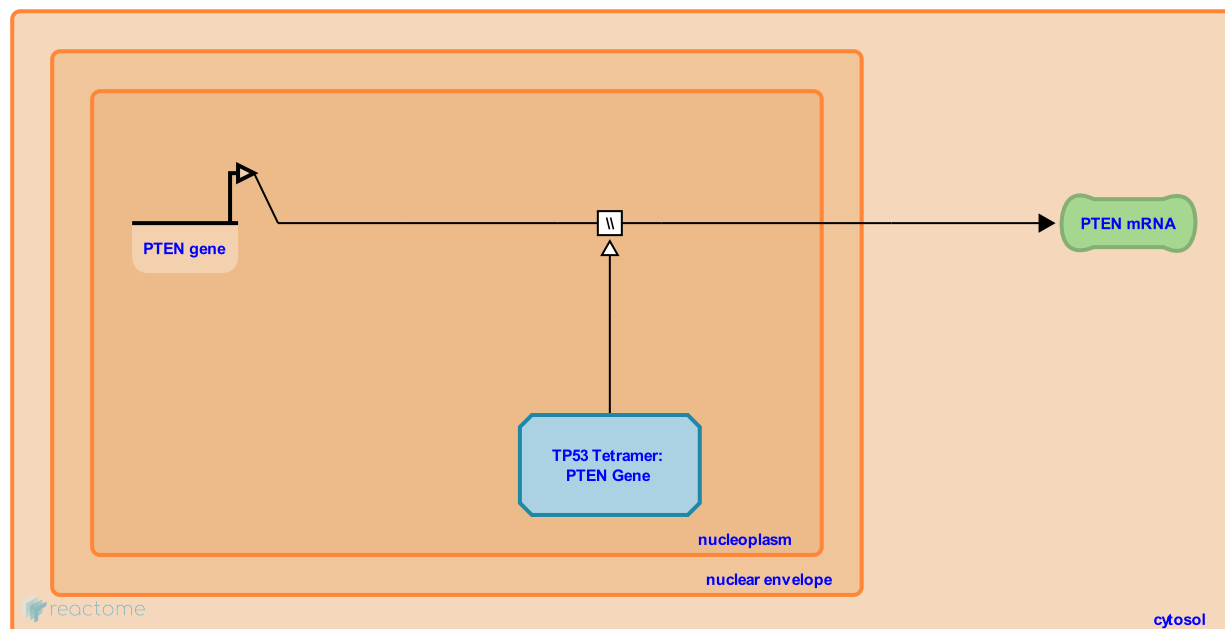 PTEN gene
\\
PTEN mRNA
TP53 Tetramer:
PTEN Gene
nucleoplasm
nuclear envelope
reactome
cytosol